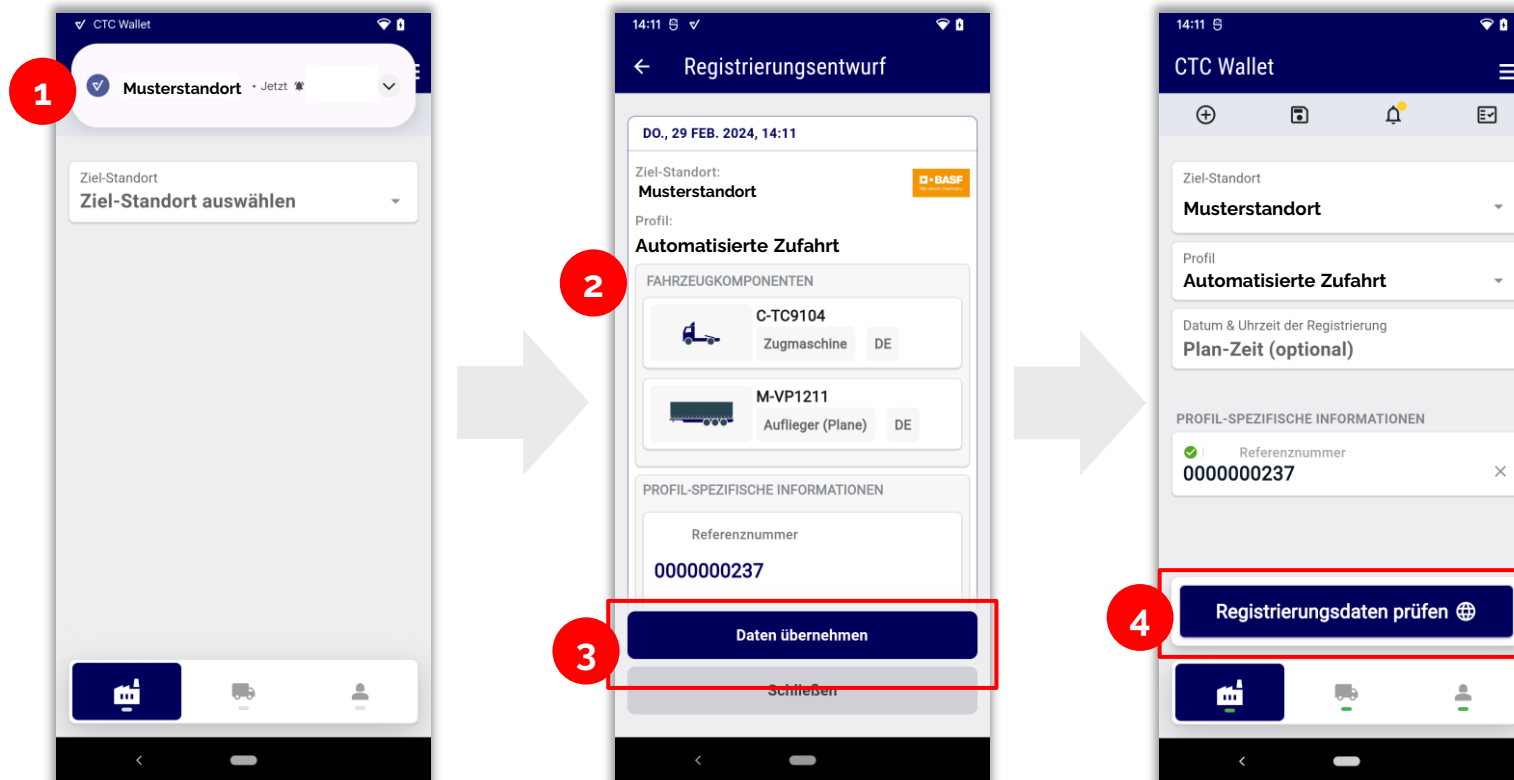 CTC Wallet
1
Musterstandort • Jetzt
Ziel-Standort
Ziel-Standort auswählen
14:11
Registrierungsentwurf
DO., 29 FEB. 2024, 14:11
Ziel-Standort:
Musterstandort
BASF
Profil:
Automatisierte Zufahrt
2
FAHRZEUGKOMPONENTEN
C-TC9104
Zugmaschine DE
M-VP1211
Auflieger (Plane) DE
PROFIL-SPEZIFISCHE INFORMATIONEN
Referenznummer
0000000237
3
Daten übernehmen
Schließen
14:11
CTC Wallet
Ziel-Standort
Musterstandort
Profil
Automatisierte Zufahrt
Datum & Uhrzeit der Registrierung
Plan-Zeit (optional)
PROFIL-SPEZIFISCHE INFORMATIONEN
Referenznummer
0000000237
4
Registrierungsdaten prüfen